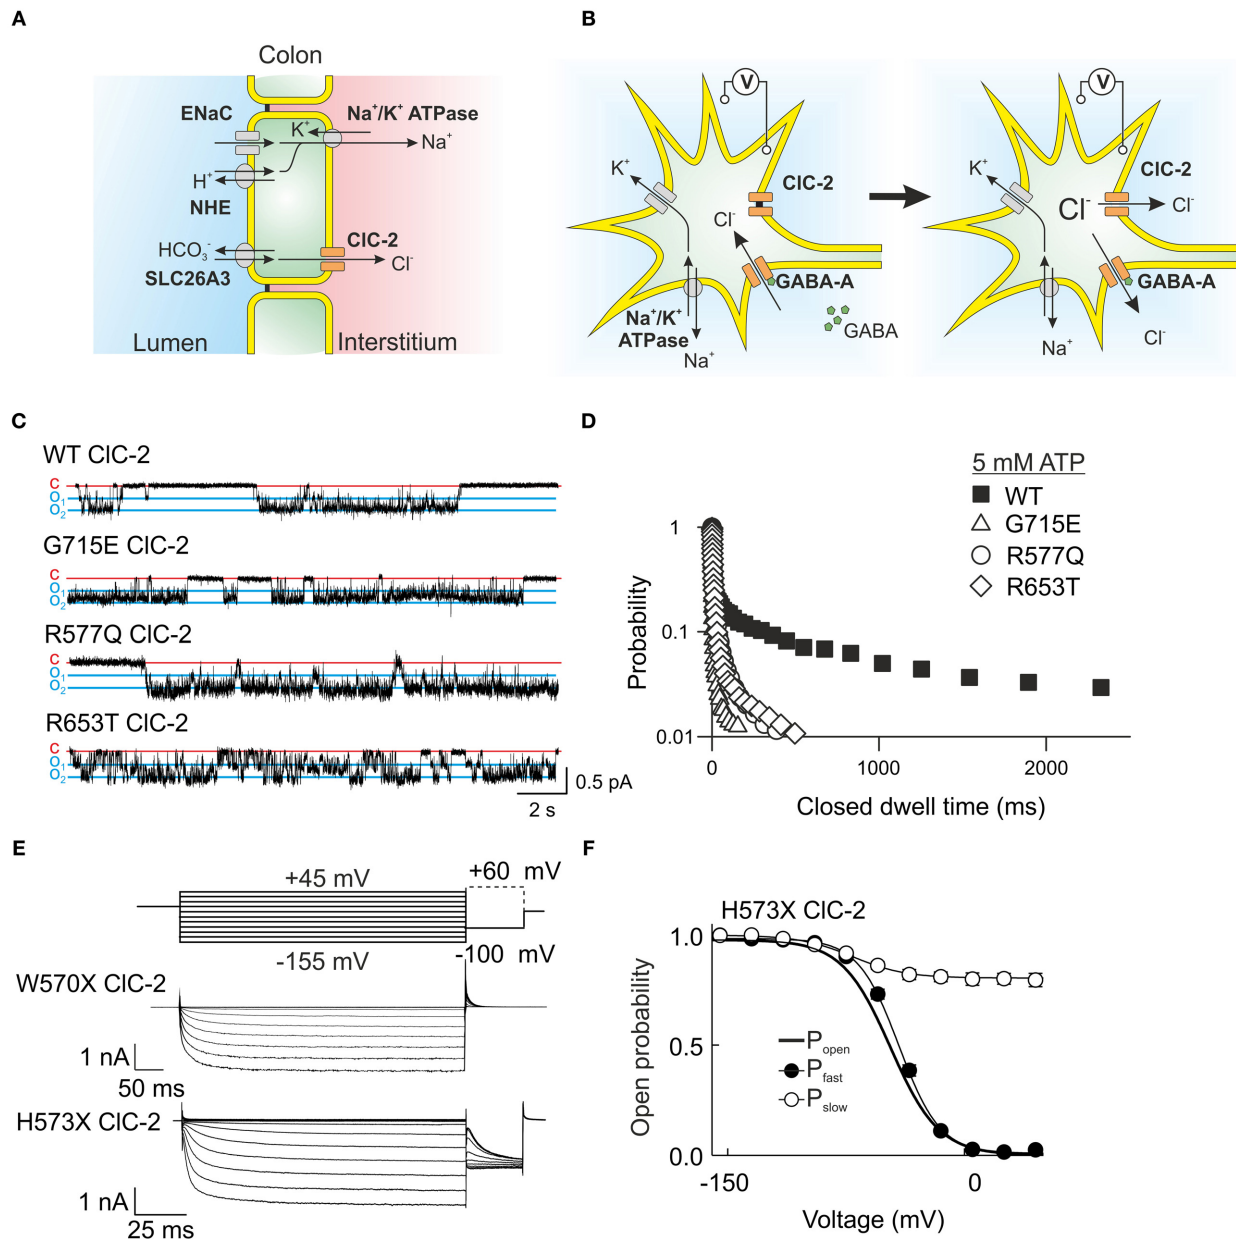 A
Colon
ENaC
Na⁺/K⁺ ATPase
K⁺
Na⁺
H⁺
NHE
HCO₃⁻
ClC-2
SLC26A3
Cl⁻
Lumen
Interstitium
B
V
K⁺
ClC-2
Cl⁻
GABA-A
Na⁺/K⁺
ATPase
GABA
Na⁺
V
K⁺
ClC-2
Cl⁻
Cl⁻
GABA-A
Na⁺
Cl⁻
C
WT ClC-2
C
O₁
O₂
G715E ClC-2
C
O₁
O₂
R577Q ClC-2
C
O₁
O₂
R653T ClC-2
C
O₁
O₂
0.5 pA
2 s
D
5 mM ATP
WT
G715E
R577Q
R653T
Probability
1
0.1
0.01
0 1000 2000
Closed dwell time (ms)
E
+60 mV
+45 mV
-155 mV
-100 mV
W570X ClC-2
1 nA
50 ms
H573X ClC-2
1 nA
25 ms
F
H573X ClC-2
Open probability
1.0
0.5
0.0
P open
P fast
P slow
-150 0
Voltage (mV)